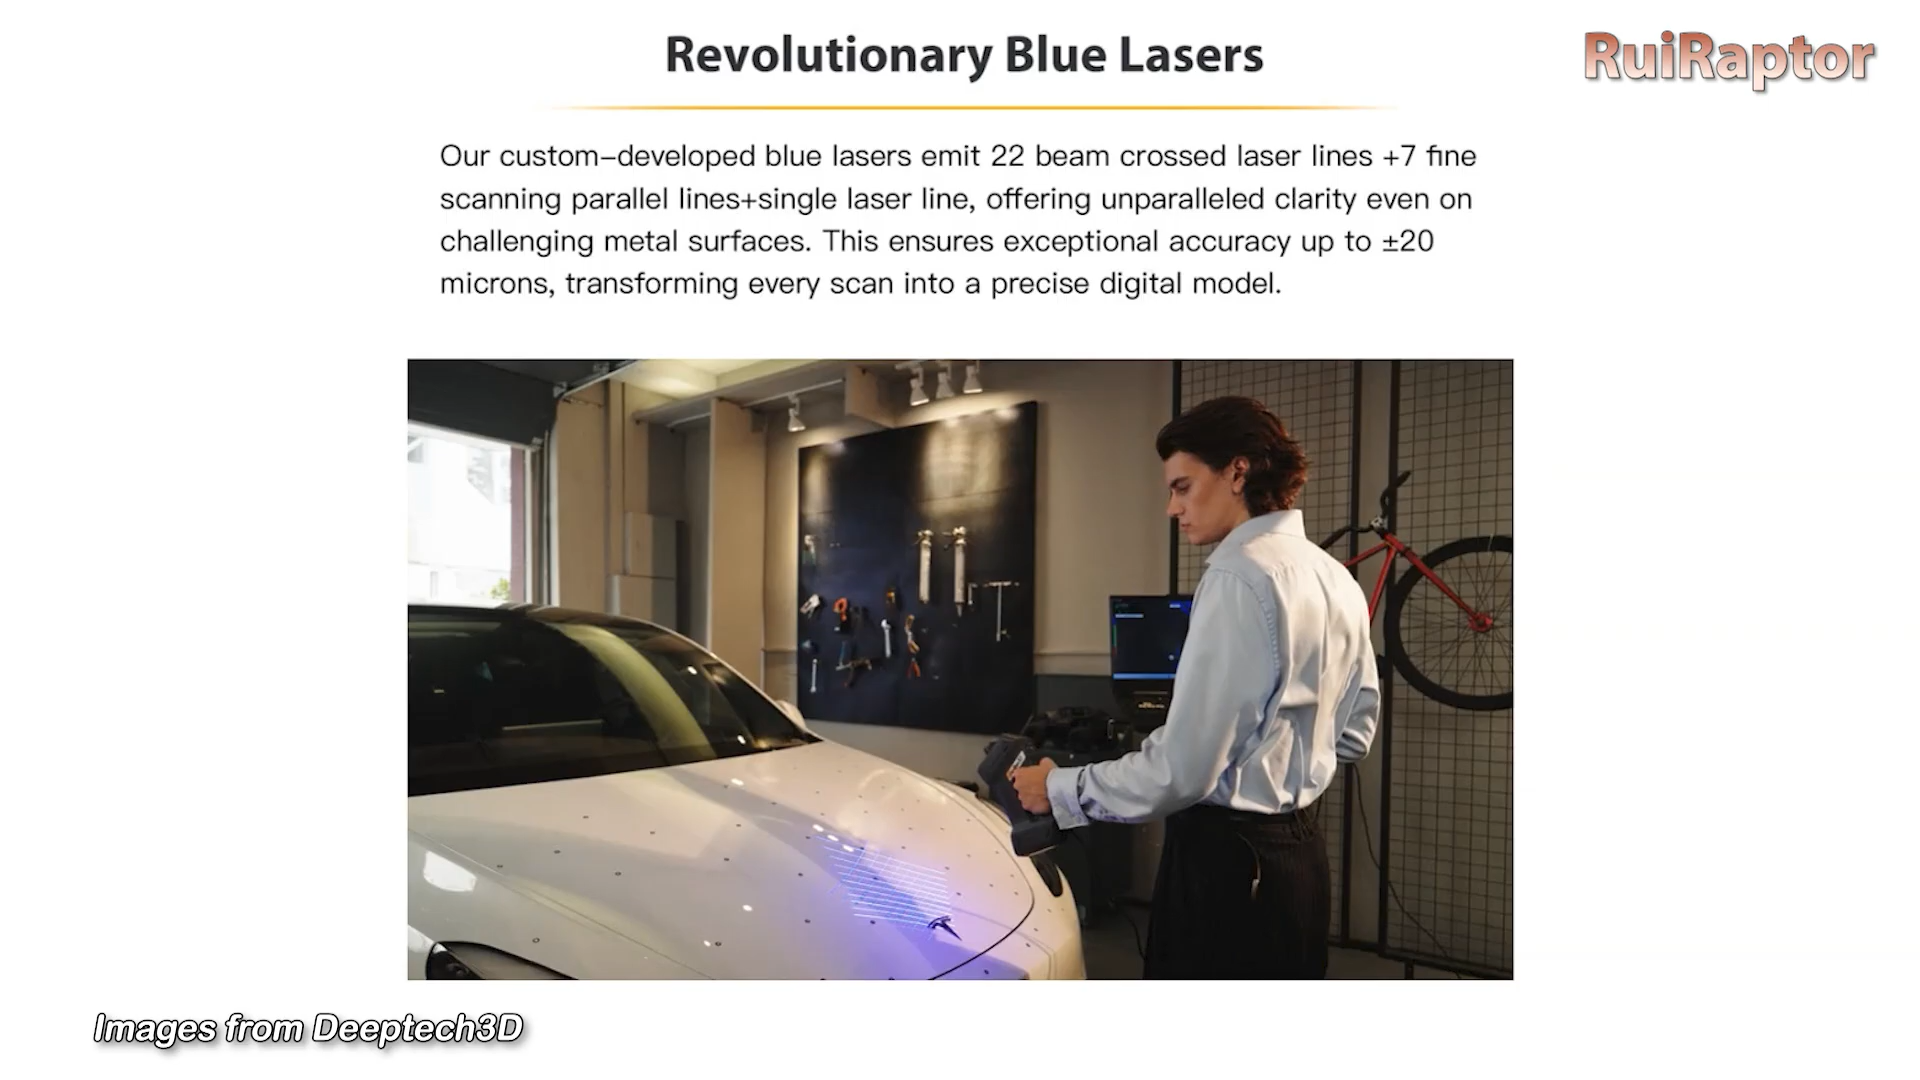 Revolutionary Blue Lasers
RuiRaptor
Our custom-developed blue lasers emit 22 beam crossed laser lines +7 fine
scanning parallel lines+single laser line, offering unparalleled clarity even on
challenging metal surfaces. This ensures exceptional accuracy up to ±20
microns, transforming every scan into a precise digital model.
Images from Deeptech3D